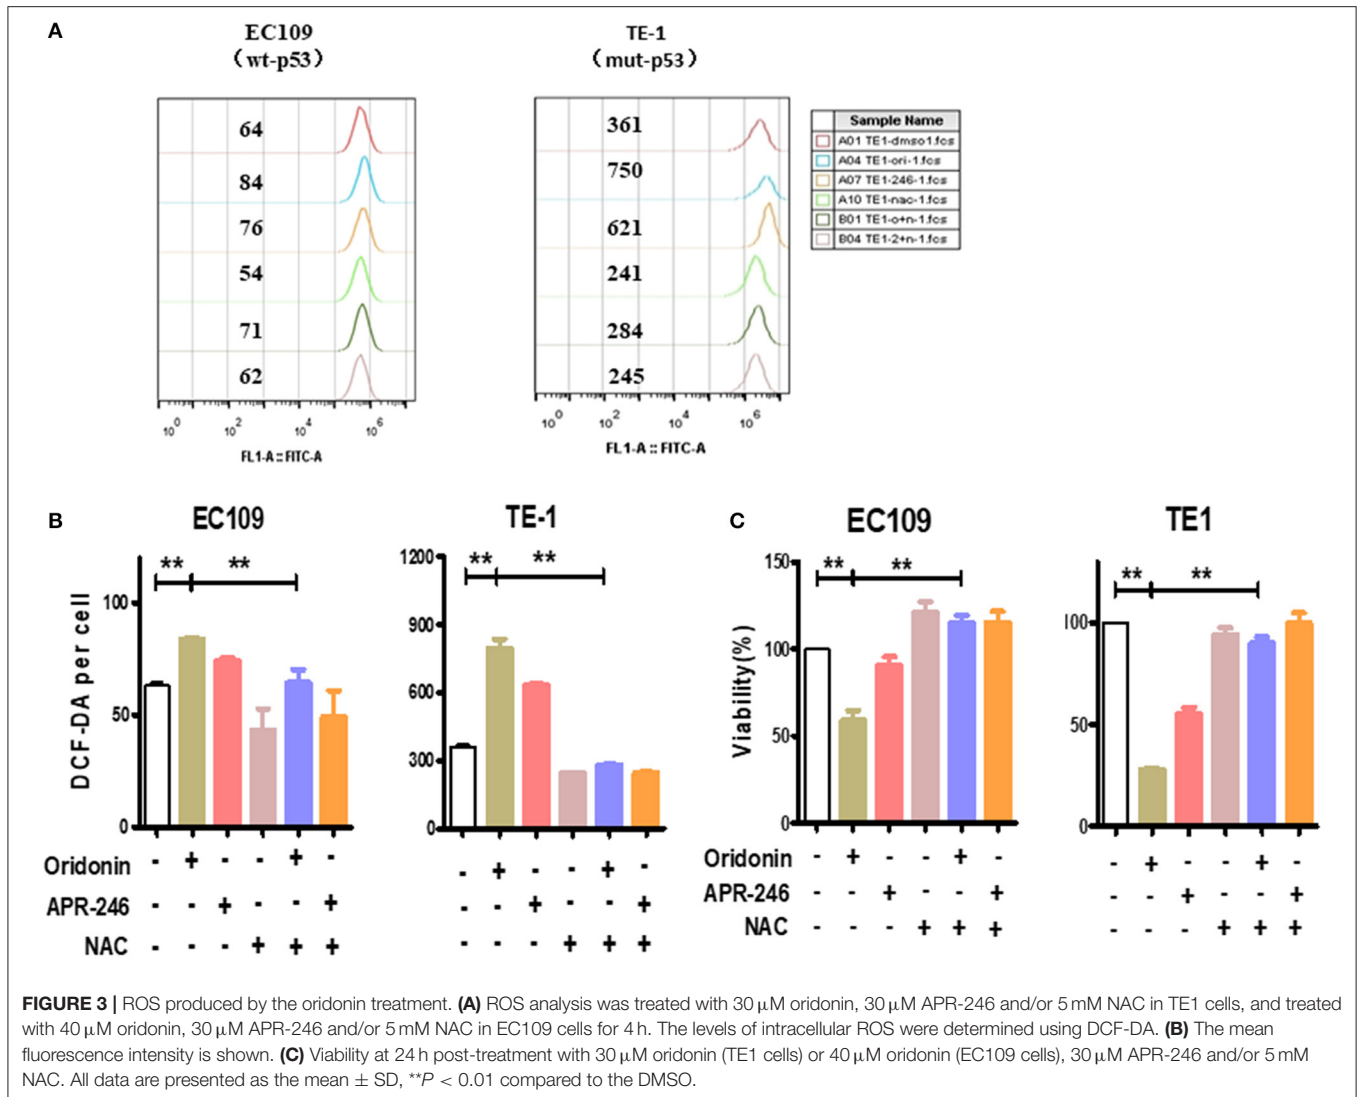 A
EC109
(wt-p53)
TE-1
(mut-p53)
64
84
76
54
71
62
10^0 10^2 10^4 10^6
FL1-A :: FITC-A
361
750
621
241
284
245
10^0 10^2 10^4 10^6
FL1-A :: FITC-A
Sample Name
A01 TE1-dmso1.fcs
A04 TE1-ori-1.fcs
A07 TE1-246-1.fcs
A10 TE1-nac-1.fcs
B01 TE1-o+n-1.fcs
B04 TE1-2+n-1.fcs
B
EC109
** **
DCF-DA per cell
100
50
0
TE-1
** **
1200
900
600
300
0
Oridonin - + - - + - - + - - + -
APR-246 - - + - - + - - + - - +
NAC - - - + + + - - - + + +
C
EC109
** **
Viability(%)
150
100
50
0
TE1
** **
100
50
0
Oridonin - + - - + - - + - - + -
APR-246 - - + - - + - - + - - +
NAC - - - + + + - - - + + +
FIGURE 3 | ROS produced by the oridonin treatment. (A) ROS analysis was treated with 30 μM oridonin, 30 μM APR-246 and/or 5 mM NAC in TE1 cells, and treated
with 40 μM oridonin, 30 μM APR-246 and/or 5 mM NAC in EC109 cells for 4 h. The levels of intracellular ROS were determined using DCF-DA. (B) The mean
fluorescence intensity is shown. (C) Viability at 24 h post-treatment with 30 μM oridonin (TE1 cells) or 40 μM oridonin (EC109 cells), 30 μM APR-246 and/or 5 mM
NAC. All data are presented as the mean ± SD, **P < 0.01 compared to the DMSO.